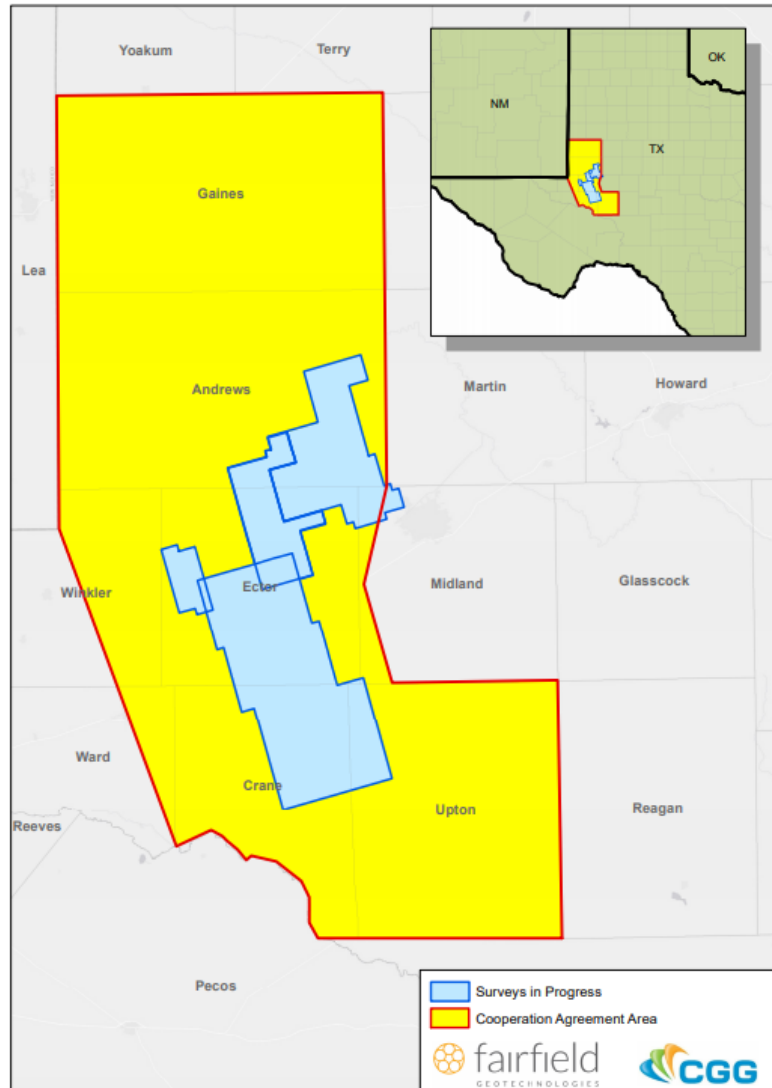 Yoakum
Terry
OK
NM
TX
Gaines
Lea
Andrews
Martin
Howard
Winkler
Ector
Midland
Glasscock
Ward
Crane
Upton
Reagan
Reeves
Pecos
Surveys in Progress
Cooperation Agreement Area
fairfield
GEOTECHNOLOGIES
CGG